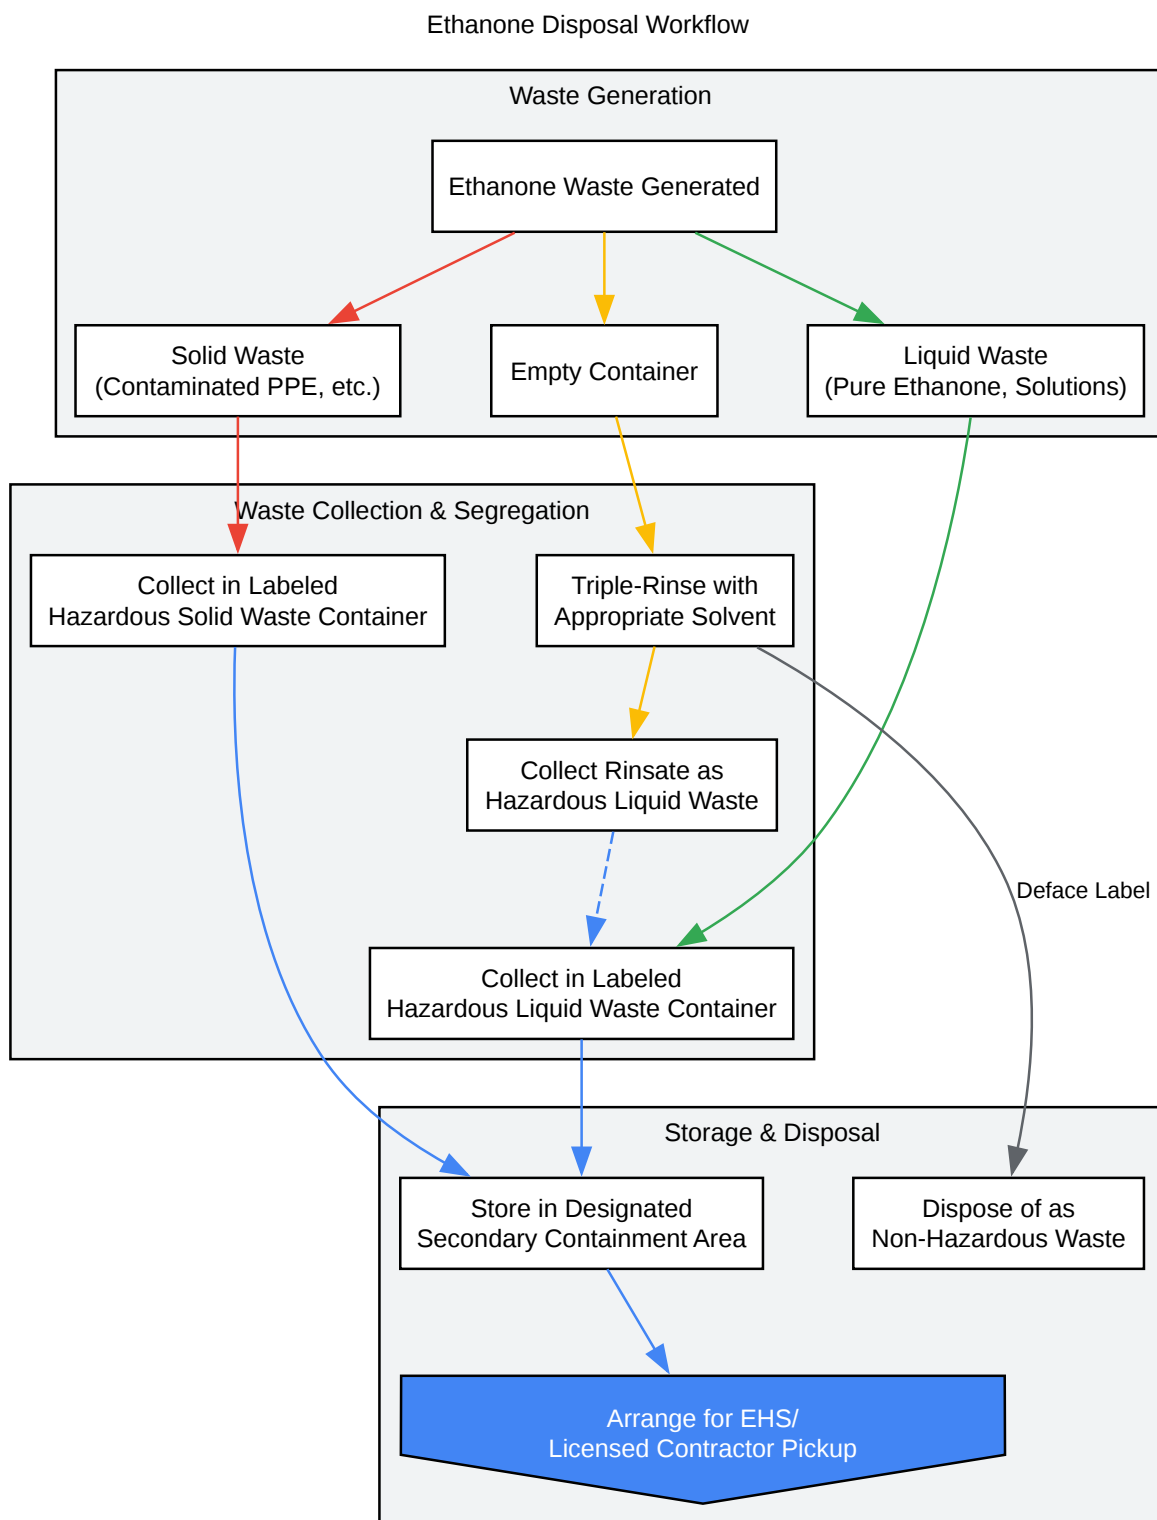 Ethanone Disposal Workflow
Waste Generation
Ethanone Waste Generated
Solid Waste
(Contaminated PPE, etc.)
Empty Container
Liquid Waste
(Pure Ethanone, Solutions)
Waste Collection & Segregation
Collect in Labeled
Hazardous Solid Waste Container
Triple-Rinse with
Appropriate Solvent
Collect Rinsate as
Hazardous Liquid Waste
Deface Label
Collect in Labeled
Hazardous Liquid Waste Container
Storage & Disposal
Store in Designated
Secondary Containment Area
Dispose of as
Non-Hazardous Waste
Arrange for EHS/
Licensed Contractor Pickup